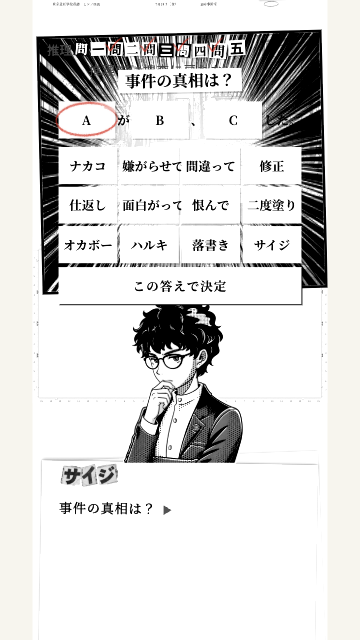 推理 問一 問二 問三 問四 問五
事件の真相は？
A が B 、 C した
ナカコ 嫌がらせで 間違って 修正
仕返し 面白がって 恨んで 二度塗り
オカボー ハルキ 落書き サイジ
この答えで決定
サイジ
事件の真相は？